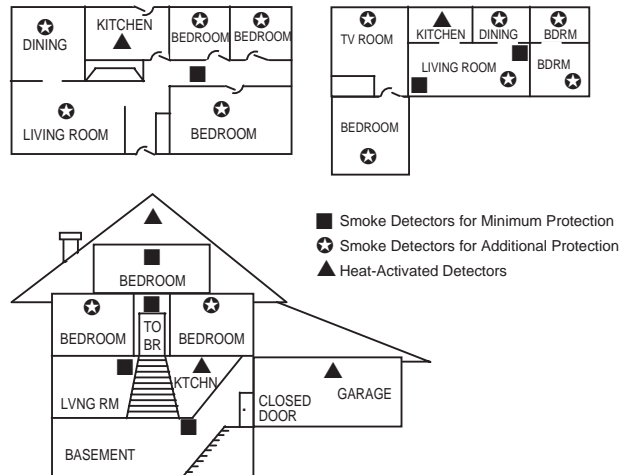 DINING
KITCHEN
BEDROOM
BEDROOM
LIVING ROOM
BEDROOM
TV ROOM
KITCHEN
DINING
BDRM
LIVING ROOM
BDRM
BEDROOM
Smoke Detectors for Minimum Protection
Smoke Detectors for Additional Protection
Heat-Activated Detectors
BEDROOM
BEDROOM
TO
BR
BEDROOM
LVNG RM
KTCHN
CLOSED
DOOR
GARAGE
BASEMENT